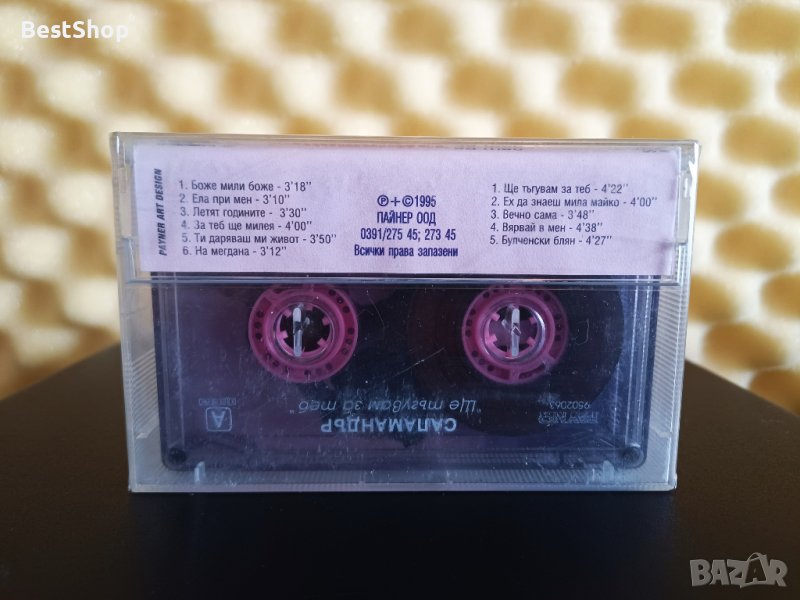 BestShop
PAYNER ART DESIGN
1. Боже мили боже - 3'18"
2. Ела при мен - 3'10"
3. Летят годините - 3'30"
4. За теб ще милея - 4'00"
5. Ти даряваш ми живот - 3'50"
6. На мегдана - 3'12"
℗+©1995
ПАЙНЕР ООД
0391/275 45; 273 45
Всички права запазени
1. Ще тъгувам за теб - 4'22"
2. Ех да знаеш мила майко - 4'00"
3. Вечно сама - 3'48"
4. Вярвай в мен - 4'38"
5. Булченски блян - 4'27"
A
"Ще тъгувам за теб"
САЛАМАНДЪР
9502063
BAZAR